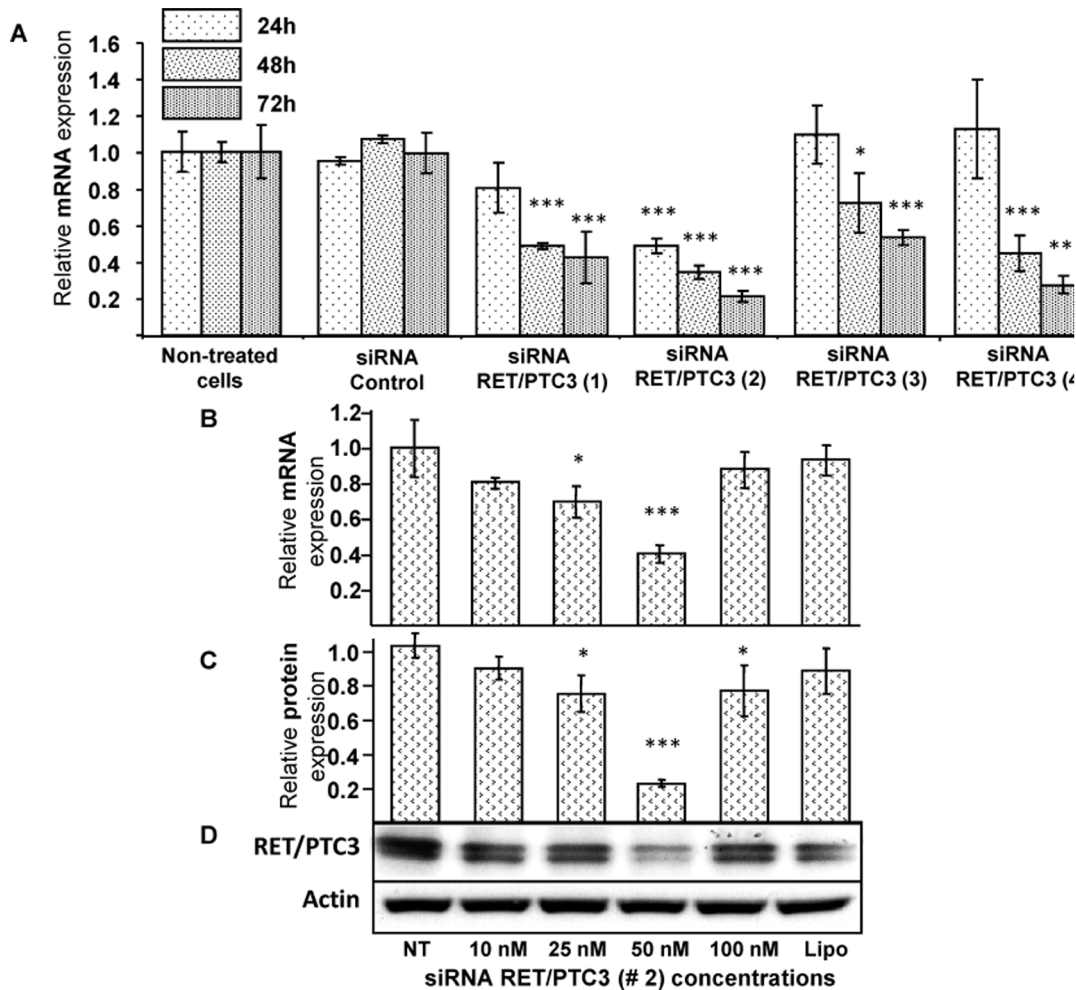 A
24h
48h
72h
Relative mRNA expression
1.6
1.4
1.2
1.0
0.8
0.6
0.4
0.2
* *** ***
*** *** *** *** *** **
*** ***
Non-treated cells
siRNA Control
siRNA RET/PTC3 (1)
siRNA RET/PTC3 (2)
siRNA RET/PTC3 (3)
siRNA RET/PTC3 (4
B
Relative mRNA expression
1.2
1.0
0.8
0.6
0.4
0.2
*
***
C
Relative protein expression
1.0
0.8
0.6
0.4
0.2
* *
***
D
RET/PTC3
Actin
NT 10 nM 25 nM 50 nM 100 nM Lipo
siRNA RET/PTC3 (# 2) concentrations